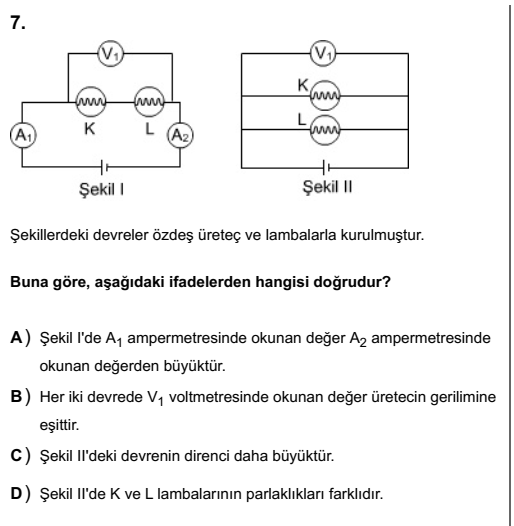 7.
V1
K
L
A1
A2
Şekil I
V1
K
L
Şekil II
Şekillerdeki devreler özdeş üreteç ve lambalarla kurulmuştur.
Buna göre, aşağıdaki ifadelerden hangisi doğrudur?
A) Şekil I'de A1 ampermetresinde okunan değer A2 ampermetresinde
okunan değerden büyüktür.
B) Her iki devrede V1 voltmetresinde okunan değer üretecin gerilimine
eşittir.
C) Şekil II'deki devrenin direnci daha büyüktür.
D) Şekil II'de K ve L lambalarının parlaklıkları farklıdır.